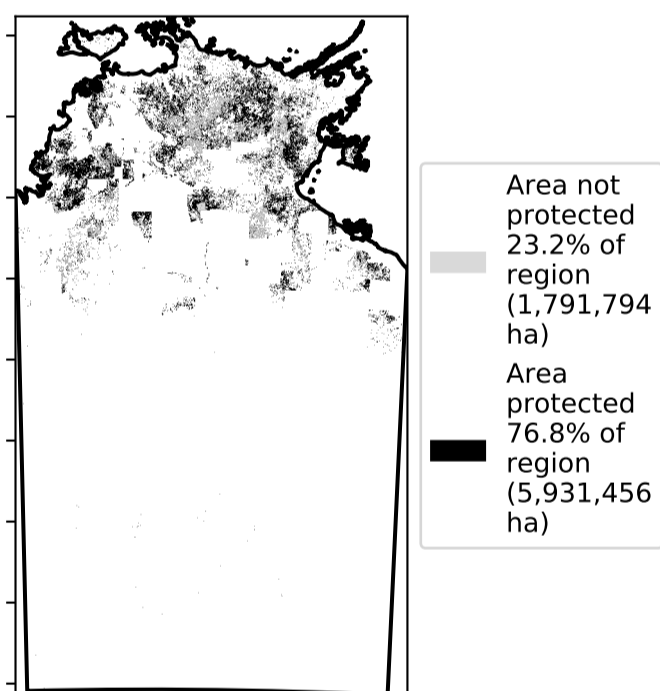 Area not
protected
23.2% of
region
(1,791,794
ha)
Area
protected
76.8% of
region
(5,931,456
ha)